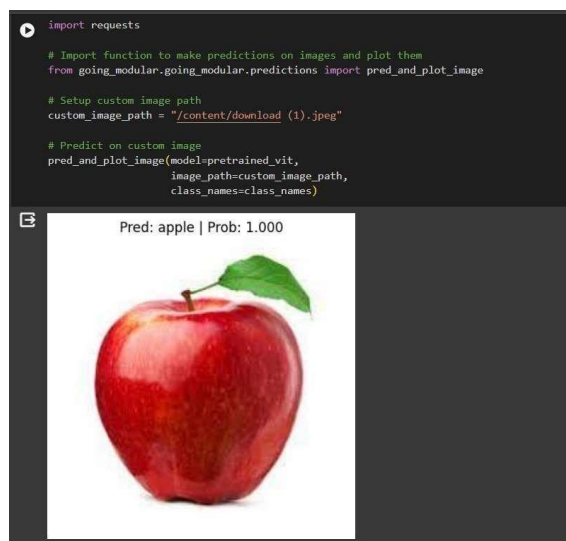 import requests
# Import function to make predictions on images and plot them
from going_modular.going_modular.predictions import pred_and_plot_image
# Setup custom image path
custom_image_path = "/content/download (1).jpeg"
# Predict on custom image
pred_and_plot_image(model=pretrained_vit,
image_path=custom_image_path,
class_names=class_names)
Pred: apple | Prob: 1.000